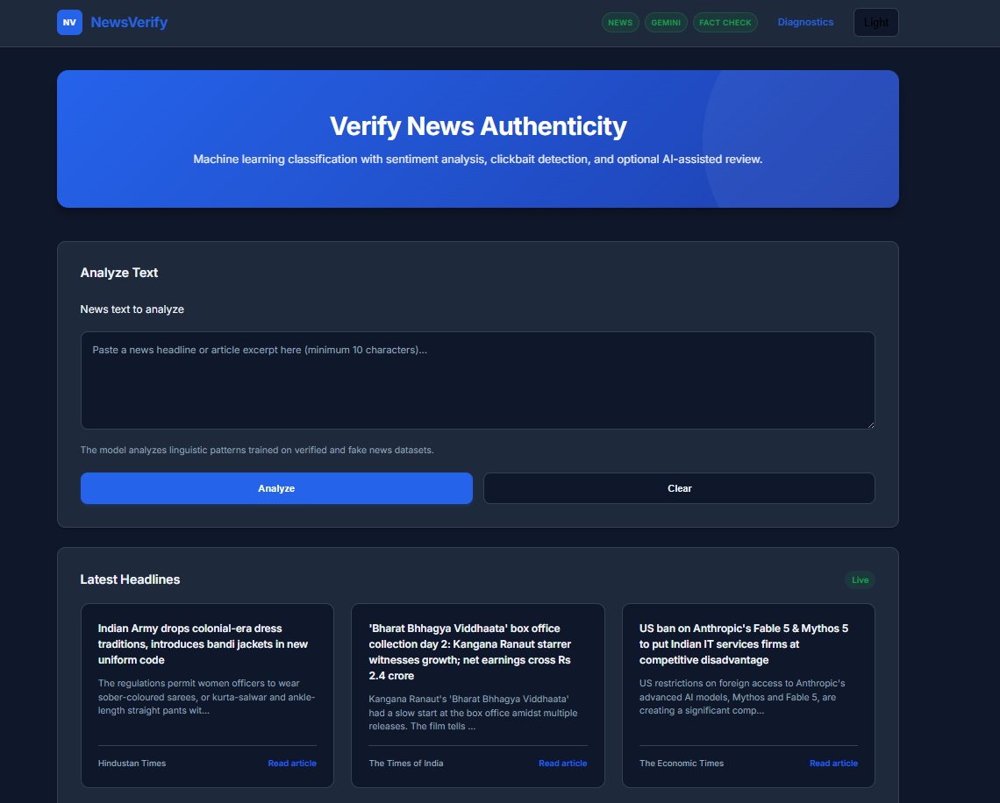 NV NewsVerify NEWS GEMINI FACT CHECK Diagnostics Light
Verify News Authenticity
Machine learning classification with sentiment analysis, clickbait detection, and optional AI-assisted review.
Analyze Text
News text to analyze
Paste a news headline or article excerpt here (minimum 10 characters)...
The model analyzes linguistic patterns trained on verified and fake news datasets.
Analyze Clear
Latest Headlines Live
Indian Army drops colonial-era dress
traditions, introduces bandi jackets in new
uniform code
The regulations permit women officers to wear
sober-coloured sarees, or kurta-salwar and ankle-
length straight pants wit...
Hindustan Times Read article
'Bharat Bhhagya Viddhaata' box office
collection day 2: Kangana Ranaut starrer
witnesses growth; net earnings cross Rs
2.4 crore
Kangana Ranaut's 'Bharat Bhhagya Viddhaata'
had a slow start at the box office amidst multiple
releases. The film tells ...
The Times of India Read article
US ban on Anthropic's Fable 5 & Mythos 5
to put Indian IT services firms at
competitive disadvantage
US restrictions on foreign access to Anthropic's
advanced AI models, Mythos and Fable 5, are
creating a significant comp...
The Economic Times Read article